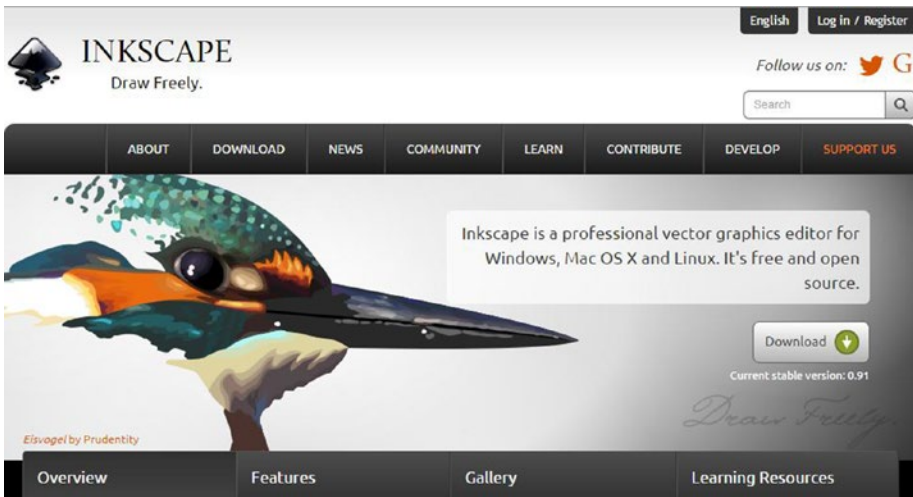 English
Log in / Register
INKSCAPE
Draw Freely.
Follow us on:
Search
ABOUT
DOWNLOAD
NEWS
COMMUNITY
LEARN
CONTRIBUTE
DEVELOP
SUPPORT US
Inkscape is a professional vector graphics editor for
Windows, Mac OS X and Linux. It's free and open
source.
Download
Current stable version: 0.91
Draw Freely.
Eisvogel by Prudentity
Overview
Features
Gallery
Learning Resources